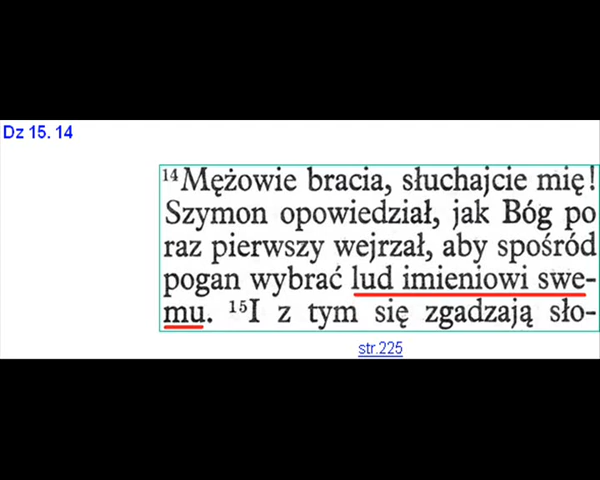 Dz 15. 14
¹⁴Mężowie bracia, słuchajcie mię!
Szymon opowiedział, jak Bóg po
raz pierwszy wejrzał, aby spośród
pogan wybrać lud imieniowi swe-
mu. ¹⁵I z tym się zgadzają sło-
str.225